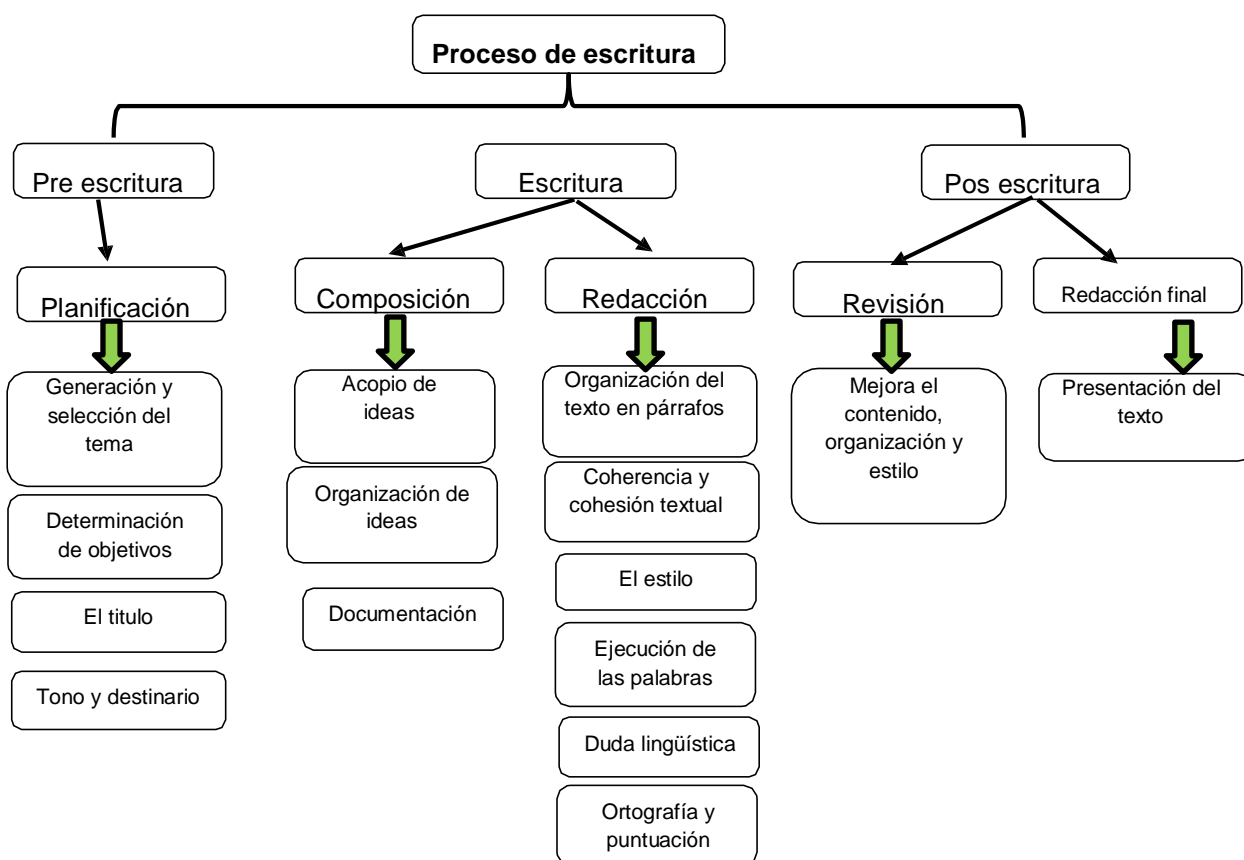 Proceso de escritura
Pre escritura
Escritura
Pos escritura
Planificación
Composición
Redacción
Revisión
Redacción final
Generación y
selección del
tema
Determinación
de objetivos
El titulo
Tono y destinario
Acopio de
ideas
Organización de
ideas
Documentación
Organización del
texto en párrafos
Coherencia y
cohesión textual
El estilo
Ejecución de
las palabras
Duda lingüística
Ortografía y
puntuación
Mejora el
contenido,
organización y
estilo
Presentación del
texto